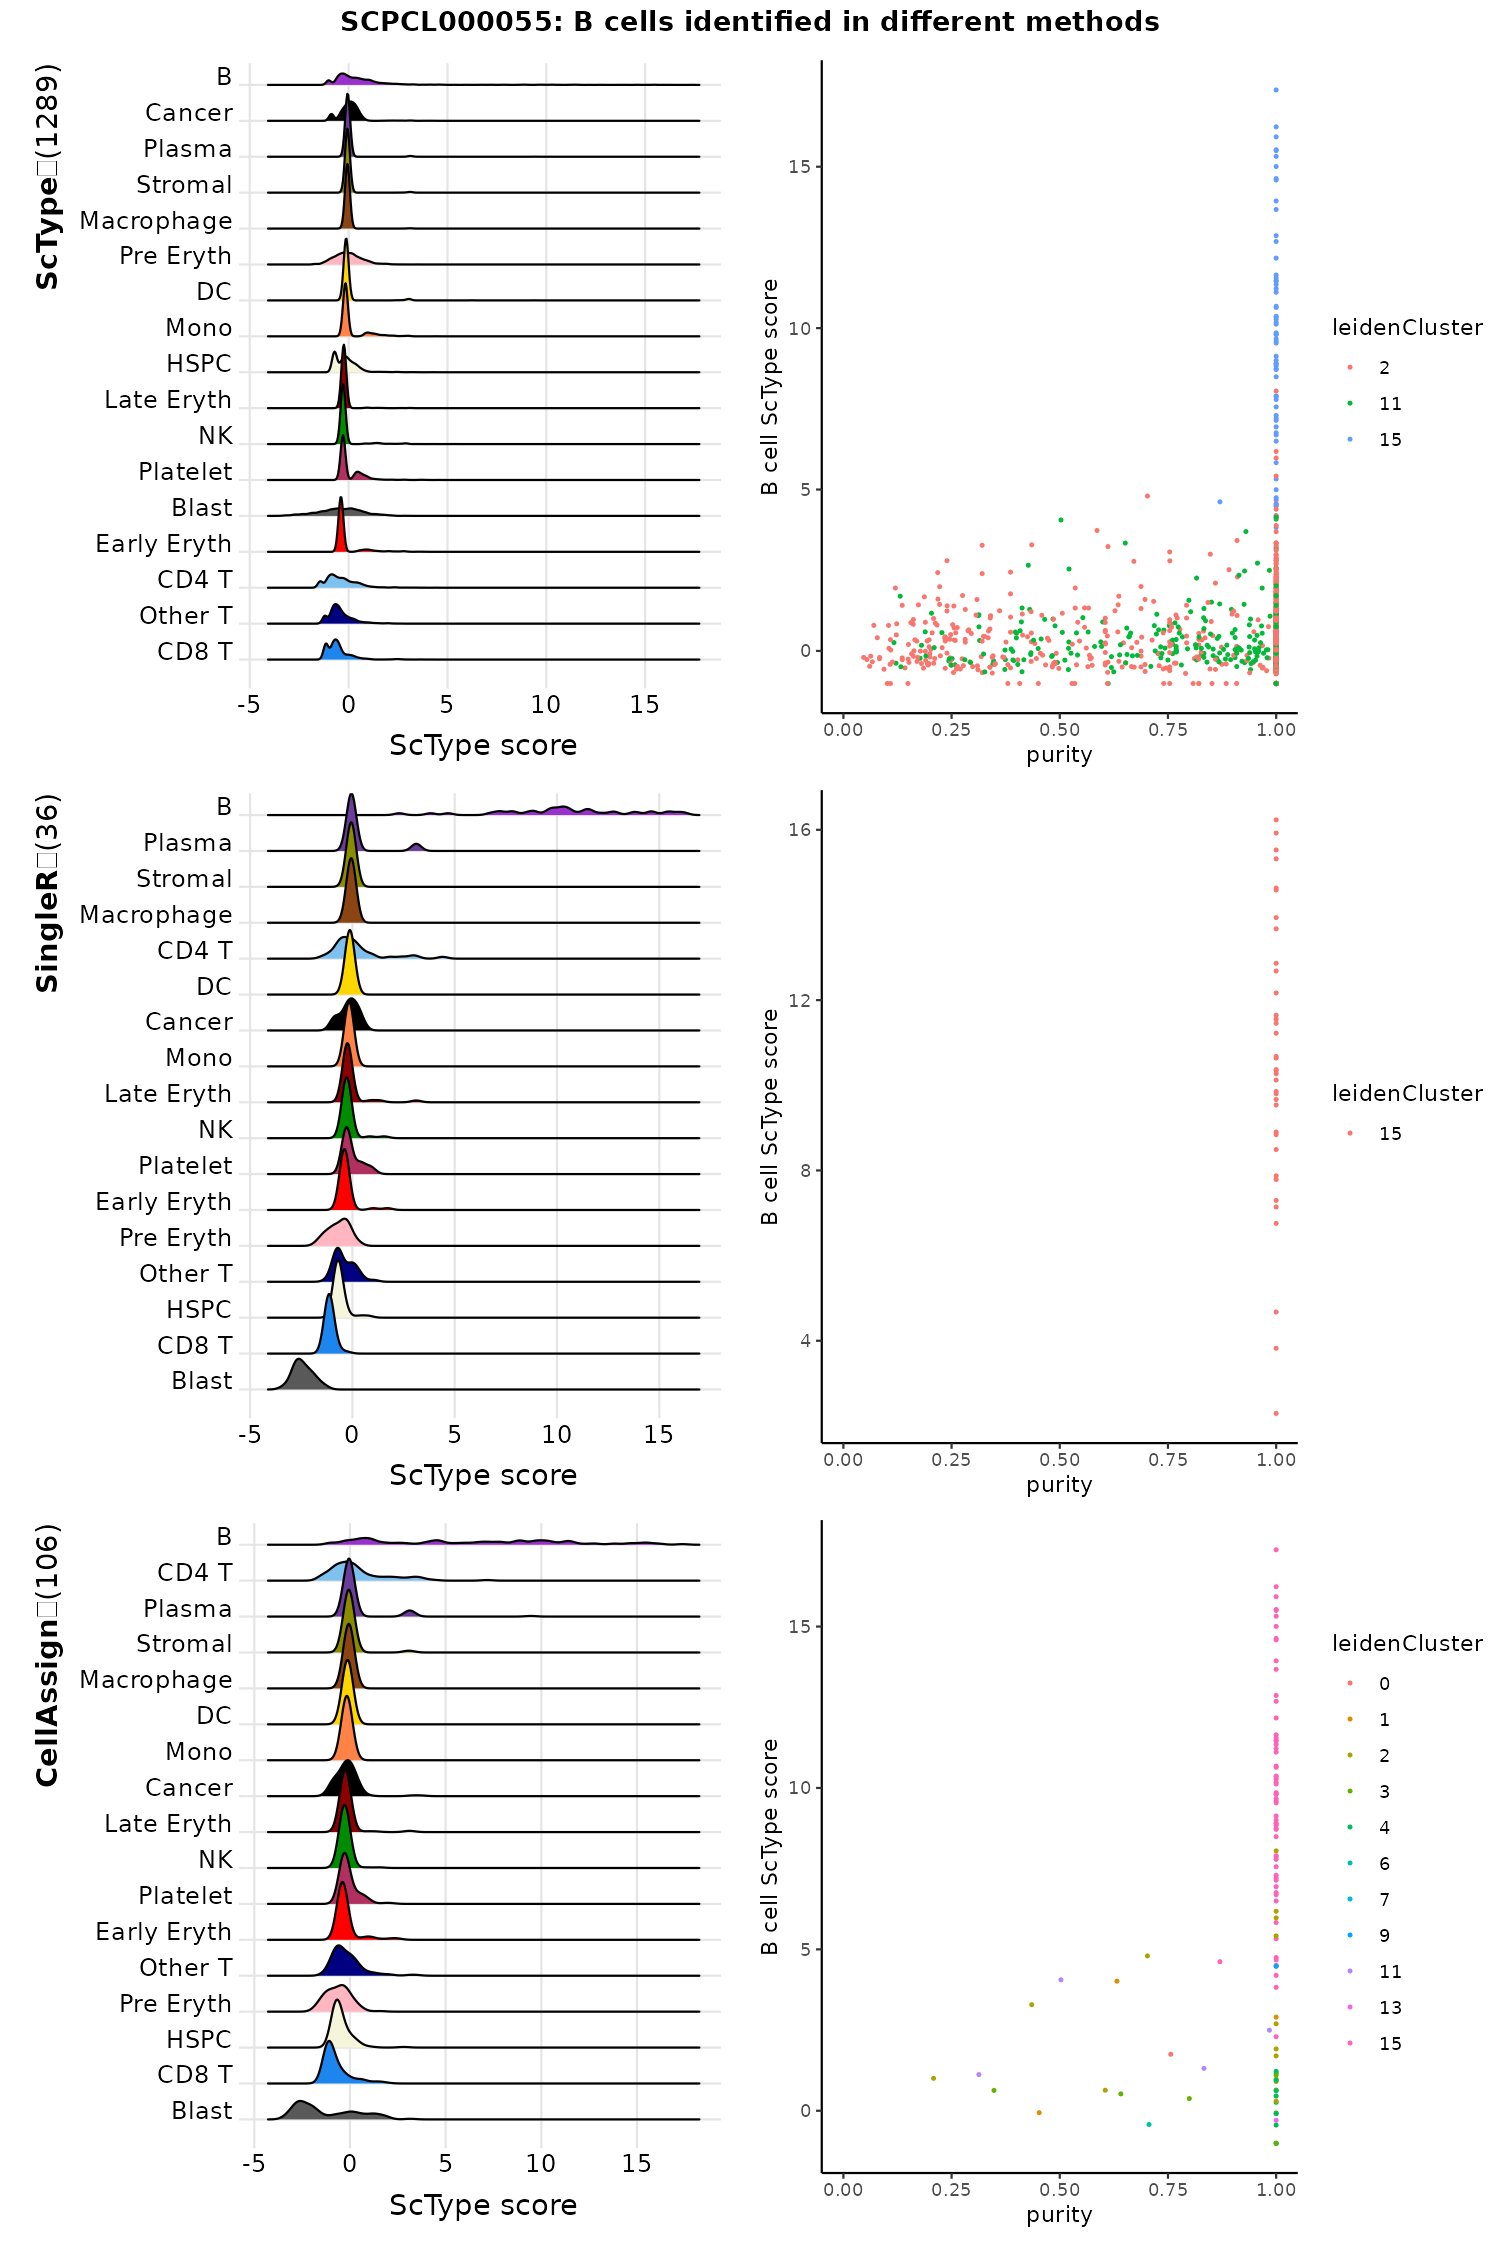 SCPCL000055: B cells identified in different methods
ScType□(1289)
B
Cancer
Plasma
Stromal
Macrophage
Pre Eryth
DC
Mono
HSPC
Late Eryth
NK
Platelet
Blast
Early Eryth
CD4 T
Other T
CD8 T
-5 0 5 10 15
ScType score
B cell ScType score
15
10
5
0
0.00 0.25 0.50 0.75 1.00
purity
leidenCluster
2
11
15
SingleR□(36)
B
Plasma
Stromal
Macrophage
CD4 T
DC
Cancer
Mono
Late Eryth
NK
Platelet
Early Eryth
Pre Eryth
Other T
HSPC
CD8 T
Blast
-5 0 5 10 15
ScType score
B cell ScType score
16
12
8
4
0.00 0.25 0.50 0.75 1.00
purity
leidenCluster
15
CellAssign□(106)
B
CD4 T
Plasma
Stromal
Macrophage
DC
Mono
Cancer
Late Eryth
NK
Platelet
Early Eryth
Other T
Pre Eryth
HSPC
CD8 T
Blast
-5 0 5 10 15
ScType score
B cell ScType score
15
10
5
0
0.00 0.25 0.50 0.75 1.00
purity
leidenCluster
0
1
2
3
4
6
7
9
11
13
15